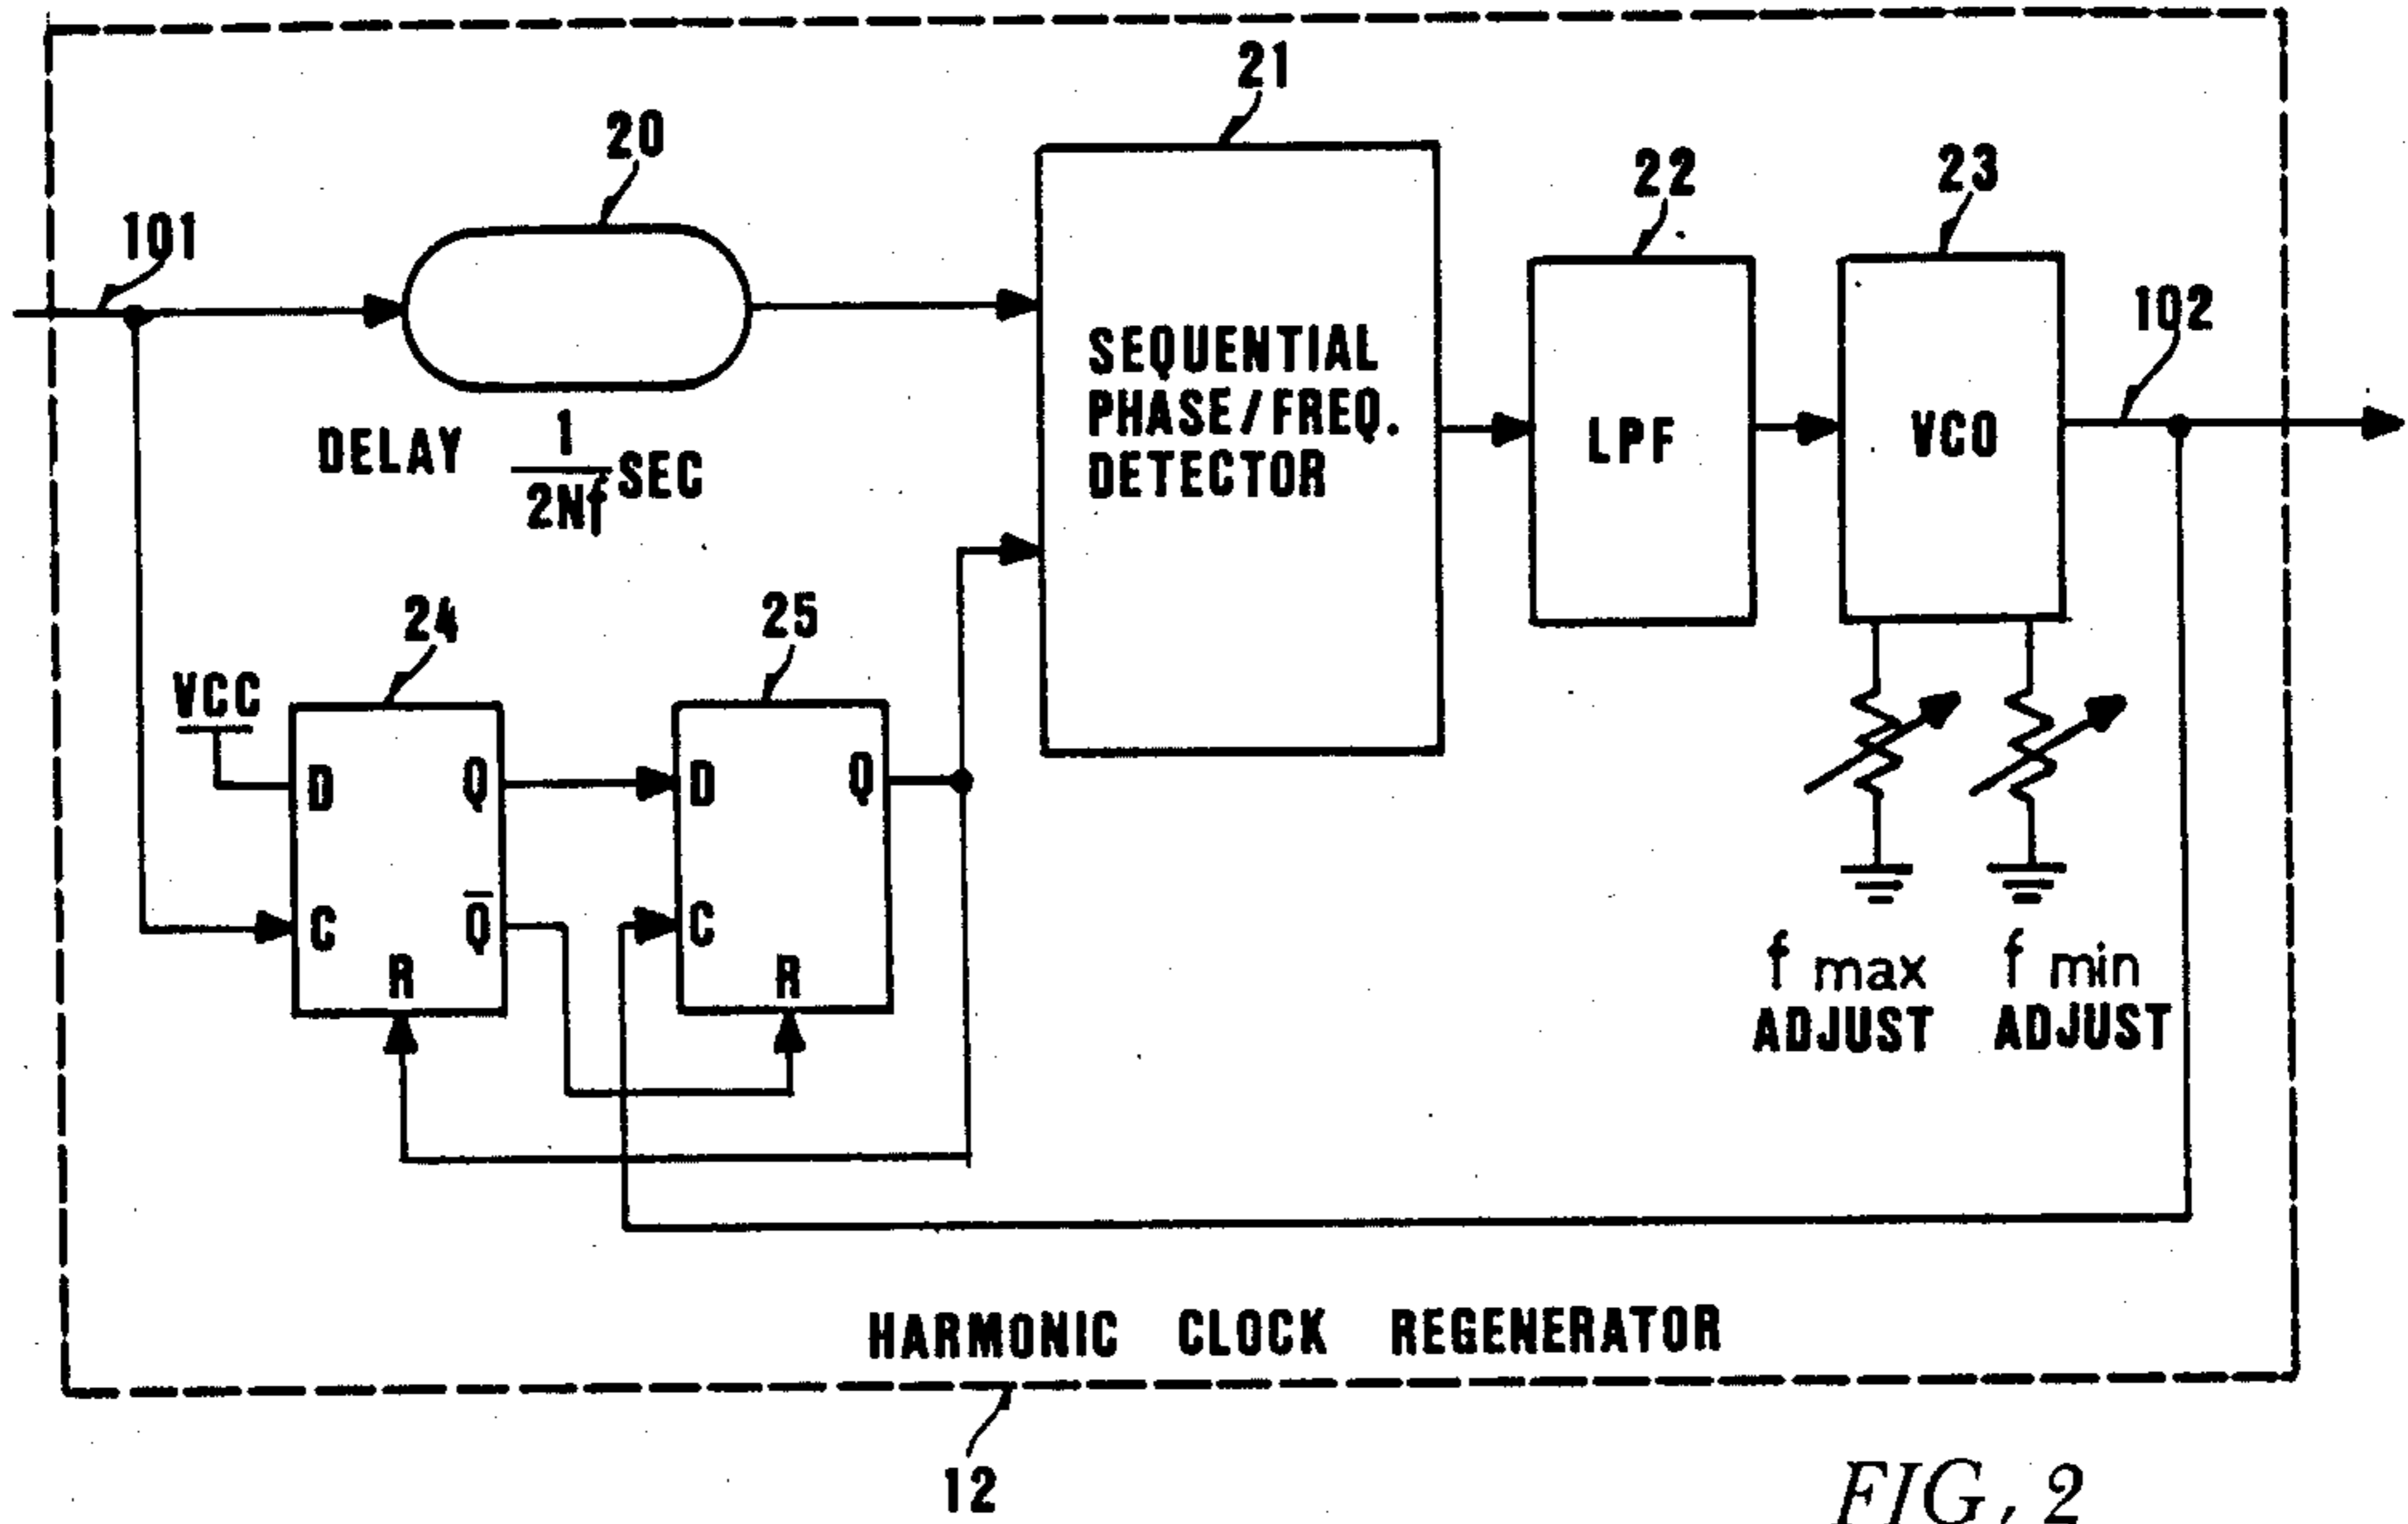 21
20
22
23
101
102
SEQUENTIAL
PHASE/FREQ.
DETECTOR
LPF
VCO
DELAY 1/2Nf SEC
24
25
VCC
D
Q
D
Q
C
Q̅
C
R
R
f max
ADJUST
f min
ADJUST
HARMONIC CLOCK REGENERATOR
12
FIG. 2